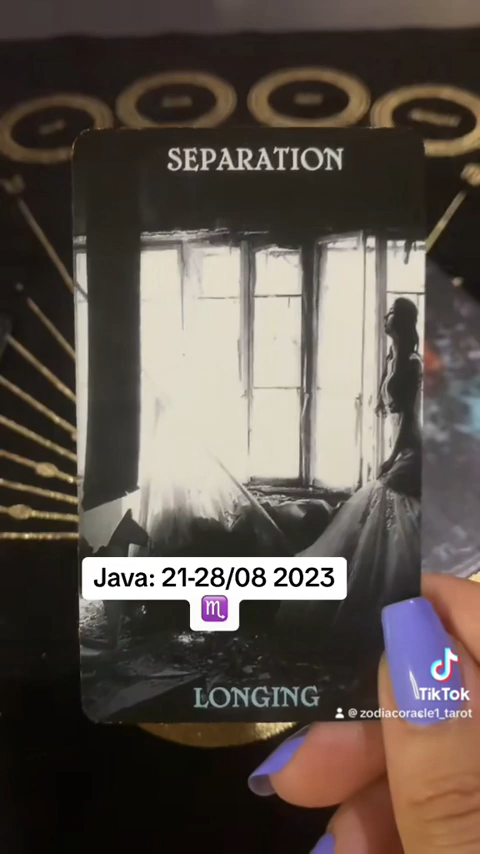 SEPARATION
Java: 21-28/08 2023
♏
LONGING
TikTok
@zodiacoracle1_tarot